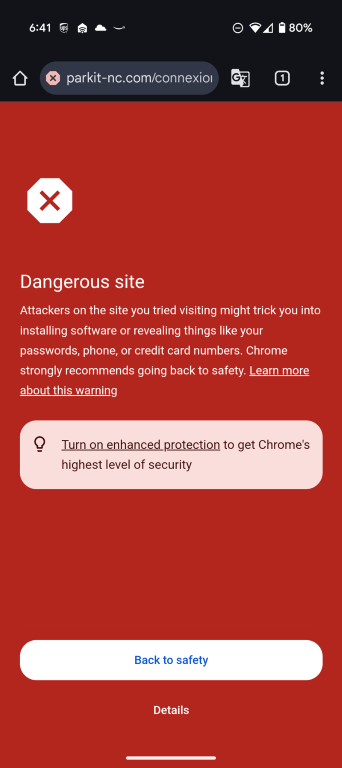 6:41
80%
parkit-nc.com/connexion
1
Dangerous site
Attackers on the site you tried visiting might trick you into
installing software or revealing things like your
passwords, phone, or credit card numbers. Chrome
strongly recommends going back to safety. Learn more
about this warning
Turn on enhanced protection to get Chrome's
highest level of security
Back to safety
Details